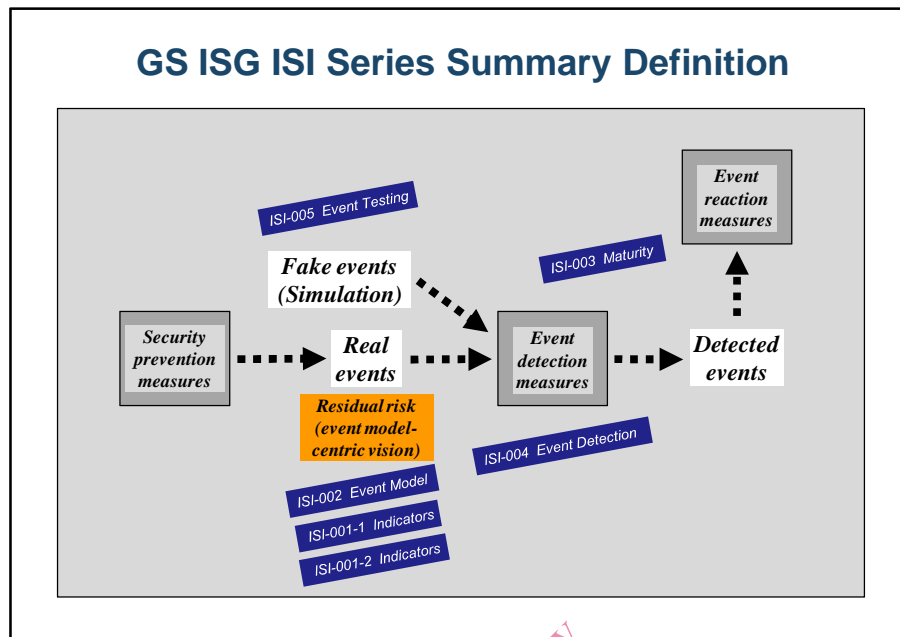 GS ISG ISI Series Summary Definition
Event
reaction
measures
ISI-005 Event Testing
ISI-003 Maturity
Fake events
(Simulation)
Security
prevention
measures
Real
events
Event
detection
measures
Detected
events
Residual risk
(event model-
centric vision)
ISI-004 Event Detection
ISI-002 Event Model
ISI-001-1 Indicators
ISI-001-2 Indicators